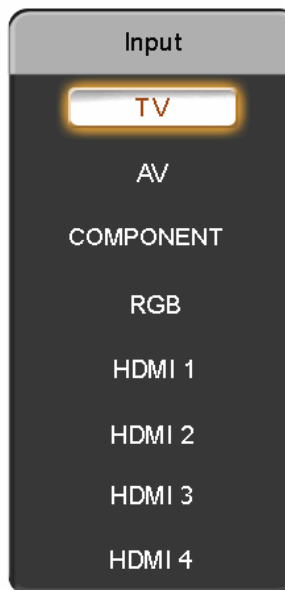 Input
TV
AV
COMPONENT
RGB
HDMI 1
HDMI 2
HDMI 3
HDMI 4